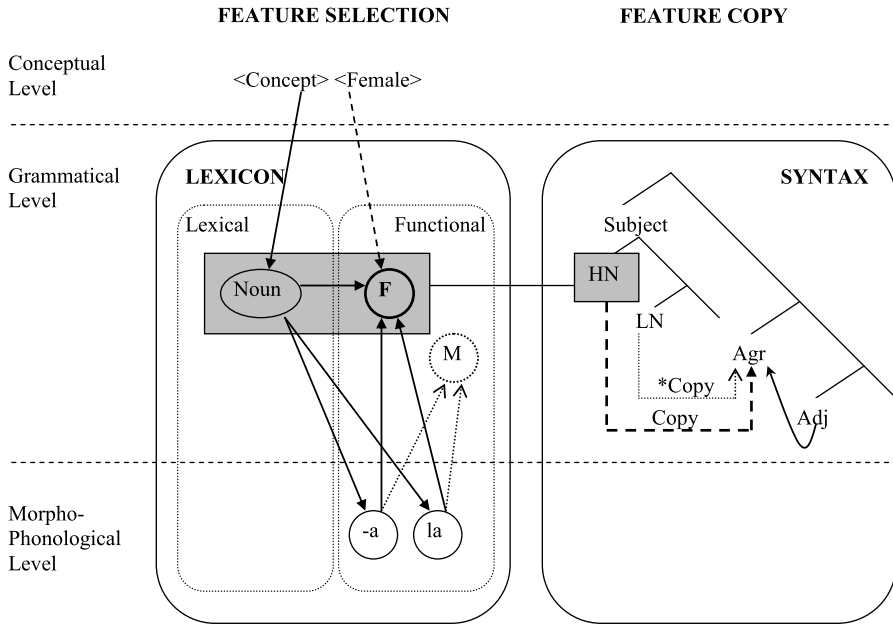 FEATURE SELECTION
FEATURE COPY
Conceptual
Level
<Concept> <Female>
Grammatical
Level
LEXICON
SYNTAX
Lexical
Functional
Subject
Noun
F
HN
LN
M
Agr
*Copy
Copy
Adj
Morpho-
Phonological
Level
-a
la